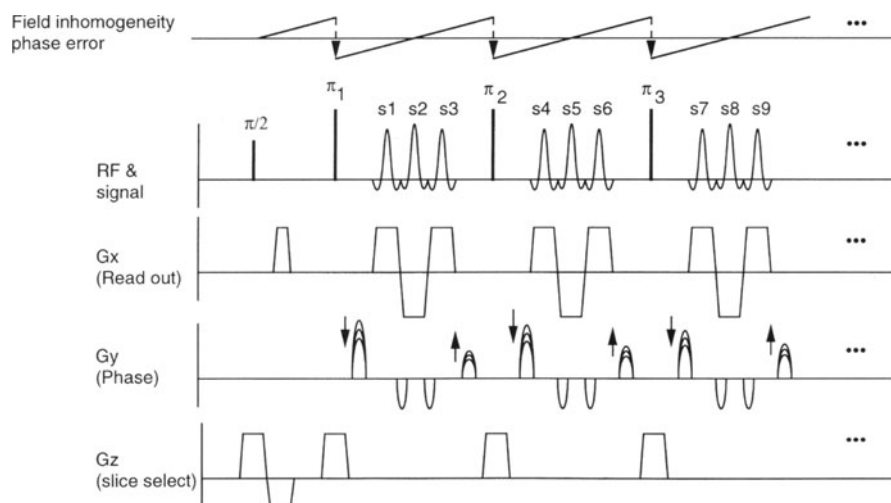 Field inhomogeneity
phase error
π/2
π1
s1 s2 s3
π2
s4 s5 s6
π3
s7 s8 s9
•••
•••
RF &
signal
Gx
(Read out)
•••
Gy
(Phase)
•••
Gz
(slice select)
•••